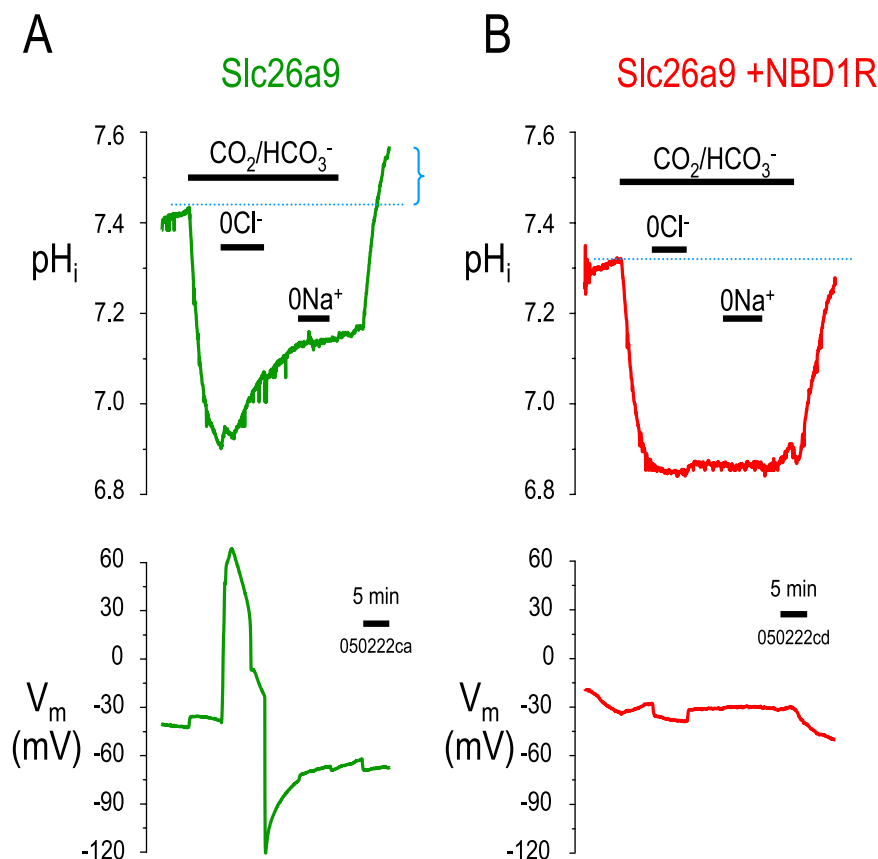 A
Slc26a9
7.6
7.4
7.2
7.0
6.8
pHi
CO2/HCO3-
0Cl-
0Na+
60
30
0
-30
-60
-90
-120
Vm
(mV)
5 min
050222ca
B
Slc26a9 +NBD1R
7.6
7.4
7.2
7.0
6.8
pHi
CO2/HCO3-
0Cl-
0Na+
60
30
0
-30
-60
-90
-120
Vm
(mV)
5 min
050222cd